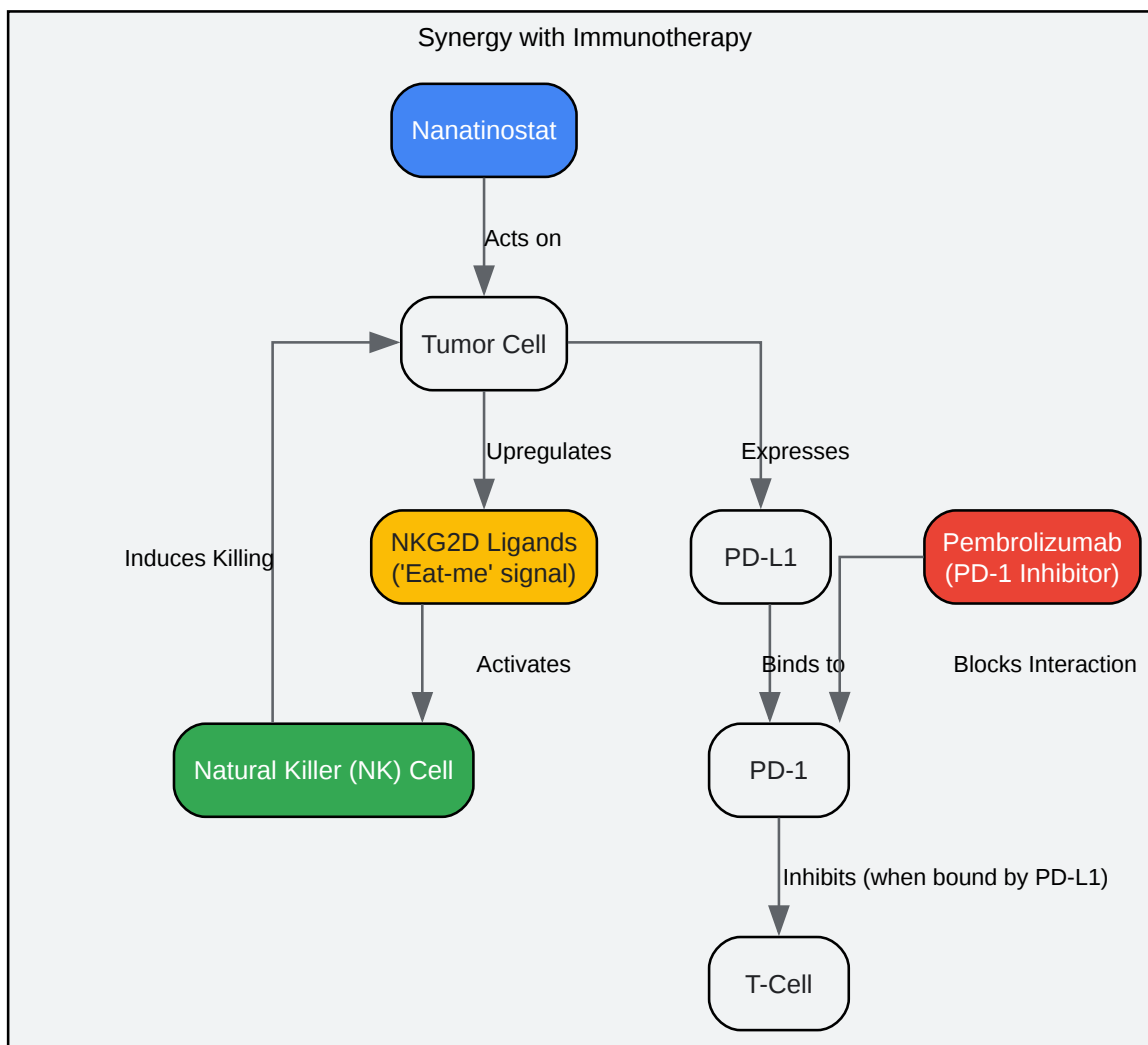 Synergy with Immunotherapy
Nanatinostat
Acts on
Tumor Cell
Upregulates
Expresses
Induces Killing
NKG2D Ligands
('Eat-me' signal)
PD-L1
Pembrolizumab
(PD-1 Inhibitor)
Activates
Binds to
Blocks Interaction
Natural Killer (NK) Cell
PD-1
Inhibits (when bound by PD-L1)
T-Cell